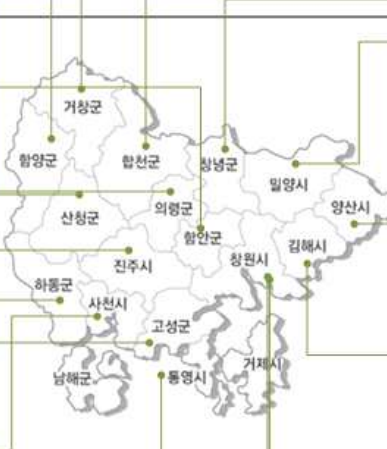 거창군
함양군
합천군
창녕군
밀양시
산청군
의령군
양산시
함안군
진주시
창원시
김해시
하동군
사천시
고성군
남해군
통영시
거제시